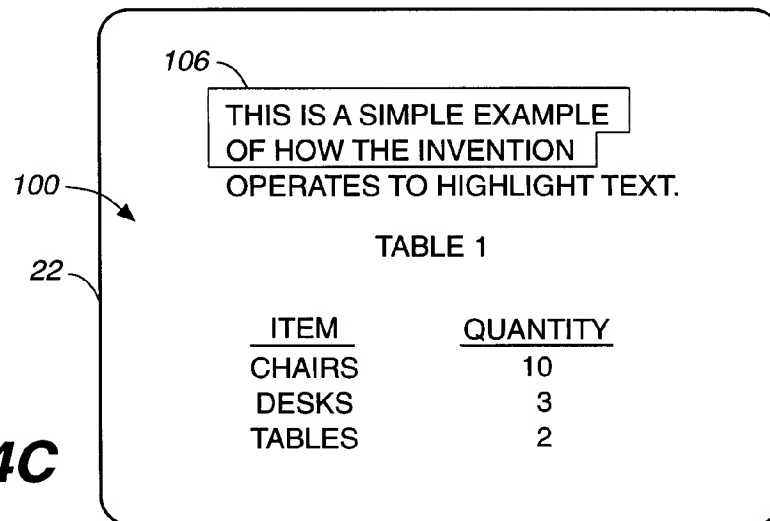 106
THIS IS A SIMPLE EXAMPLE
OF HOW THE INVENTION
100
OPERATES TO HIGHLIGHT TEXT.
TABLE 1
22
ITEM QUANTITY
CHAIRS 10
DESKS 3
TABLES 2
4C